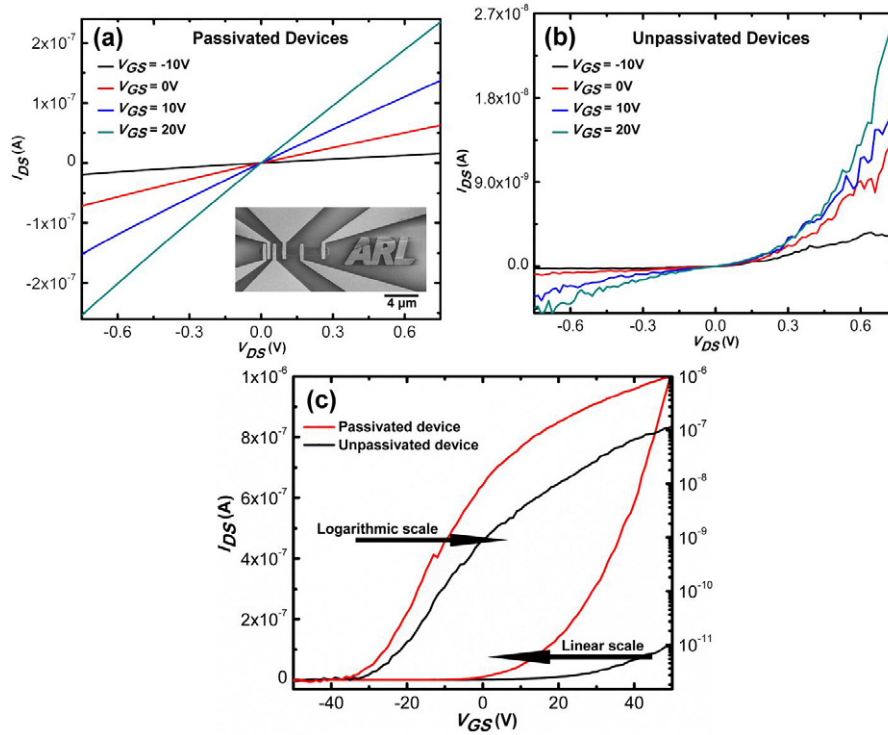 (a) Passivated Devices
V_GS = -10V
V_GS = 0V
V_GS = 10V
V_GS = 20V
I_DS (A)
2x10⁻⁷
1x10⁻⁷
0
-1x10⁻⁷
-2x10⁻⁷
ARL
4 μm
-0.6 -0.3 0.0 0.3 0.6
V_DS (V)
(b) Unpassivated Devices
V_GS = -10V
V_GS = 0V
V_GS = 10V
V_GS = 20V
I_DS (A)
2.7x10⁻⁸
1.8x10⁻⁸
9.0x10⁻⁹
0.0
-0.6 -0.3 0.0 0.3 0.6
V_DS (V)
(c)
Passivated device
Unpassivated device
Logarithmic scale
Linear scale
I_DS (A)
1x10⁻⁶
8x10⁻⁷
6x10⁻⁷
4x10⁻⁷
2x10⁻⁷
0
10⁻⁶
10⁻⁷
10⁻⁸
10⁻⁹
10⁻¹⁰
10⁻¹¹
-40 -20 0 20 40
V_GS (V)